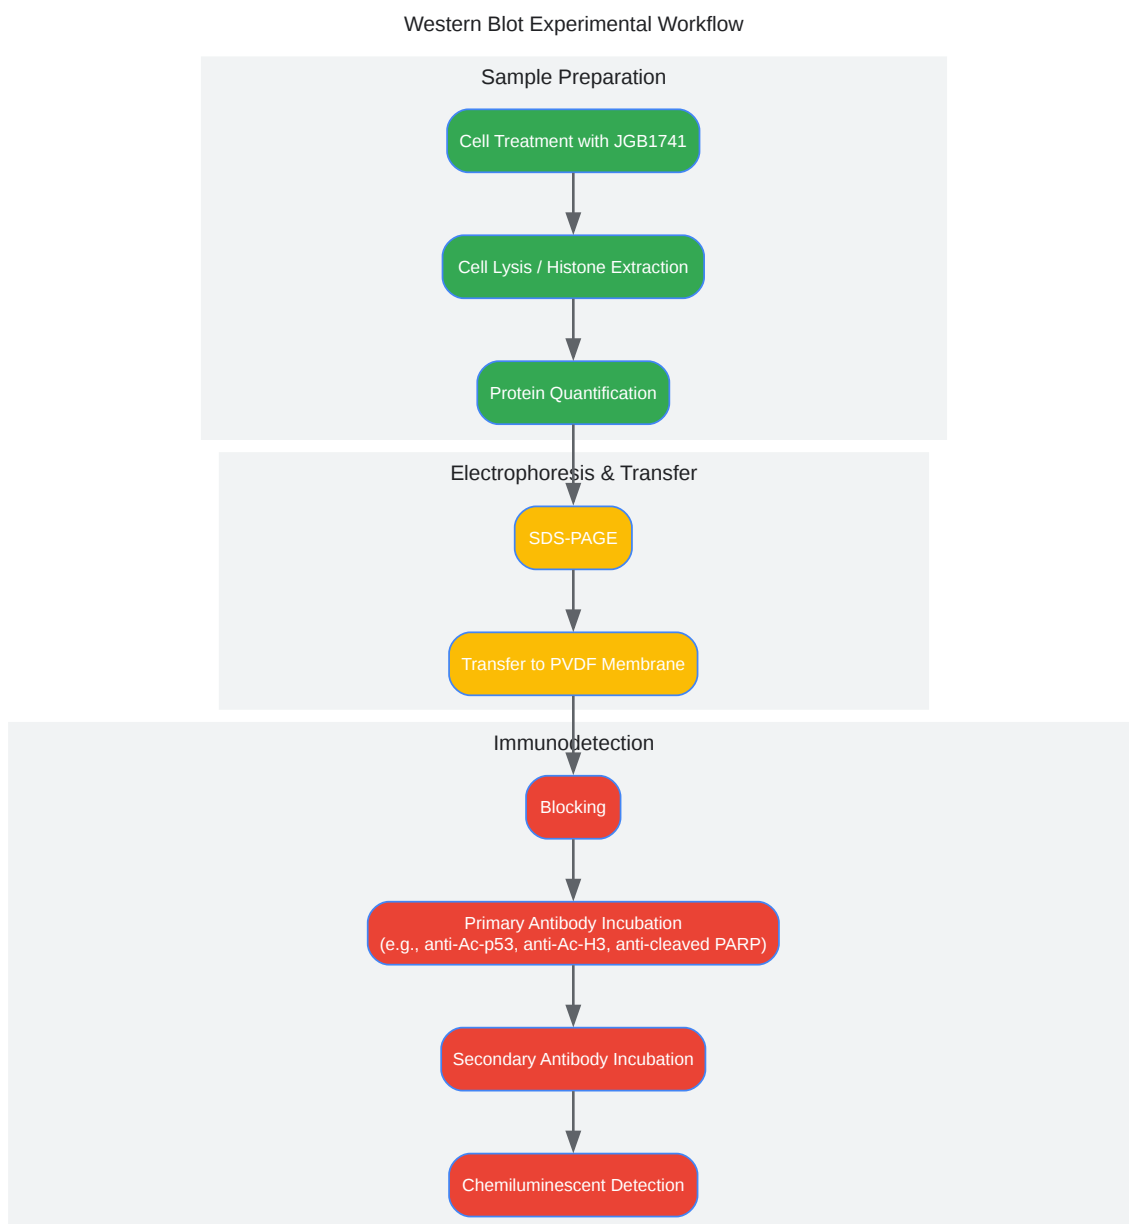 Western Blot Experimental Workflow
Sample Preparation
Cell Treatment with JGB1741
Cell Lysis / Histone Extraction
Protein Quantification
Electrophoresis & Transfer
SDS-PAGE
Transfer to PVDF Membrane
Immunodetection
Blocking
Primary Antibody Incubation
(e.g., anti-Ac-p53, anti-Ac-H3, anti-cleaved PARP)
Secondary Antibody Incubation
Chemiluminescent Detection